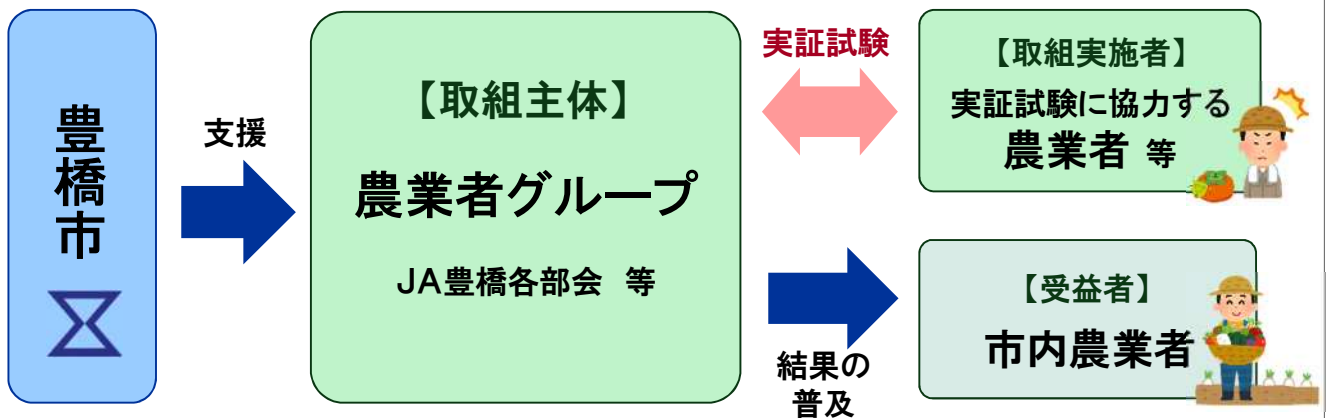 豊橋市
支援
【取組主体】
農業者グループ
JA豊橋各部会 等
実証試験
【取組実施者】
実証試験に協力する
農業者 等
結果の
普及
【受益者】
市内農業者